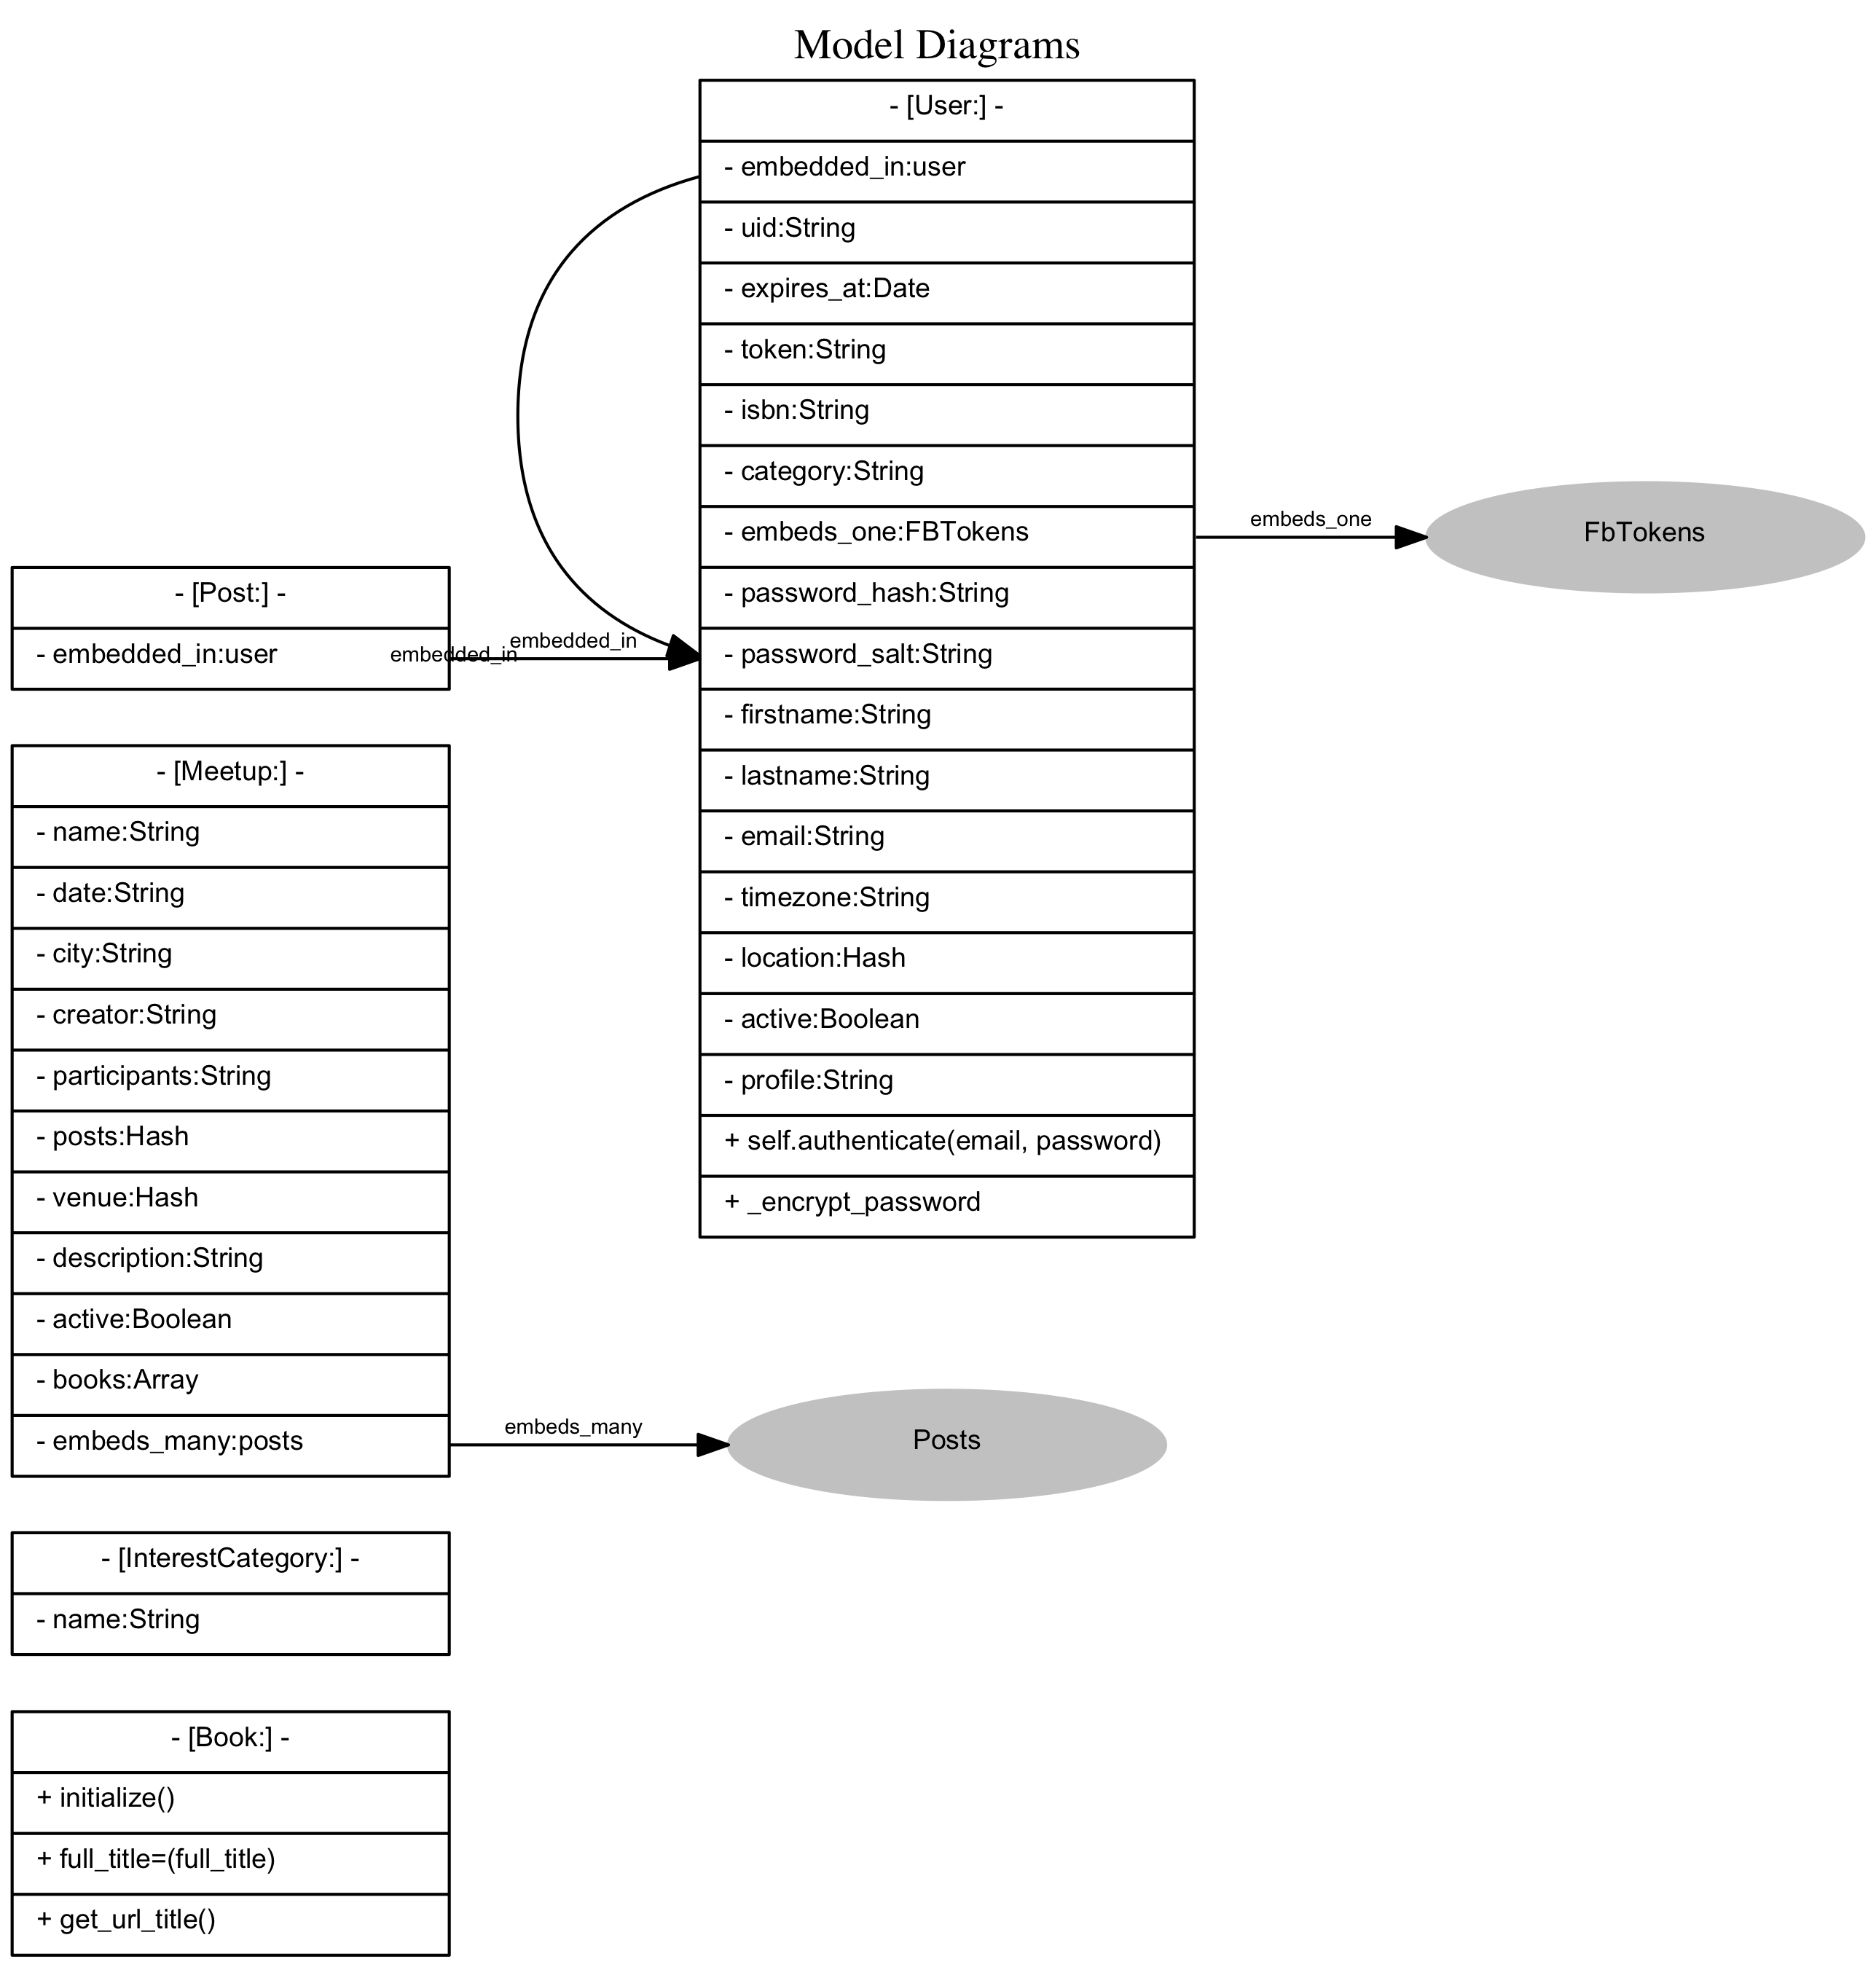 Model Diagrams
- [User:] -
- embedded_in:user
- uid:String
- expires_at:Date
- token:String
- isbn:String
- category:String
- embeds_one:FBTokens
- password_hash:String
- password_salt:String
- firstname:String
- lastname:String
- email:String
- timezone:String
- location:Hash
- active:Boolean
- profile:String
+ self.authenticate(email, password)
+ _encrypt_password
embeds_one
FbTokens
- [Post:] -
- embedded_in:user
embedded_in
embedded_in
- [Meetup:] -
- name:String
- date:String
- city:String
- creator:String
- participants:String
- posts:Hash
- venue:Hash
- description:String
- active:Boolean
- books:Array
- embeds_many:posts
embeds_many
Posts
- [InterestCategory:] -
- name:String
- [Book:] -
+ initialize()
+ full_title=(full_title)
+ get_url_title()